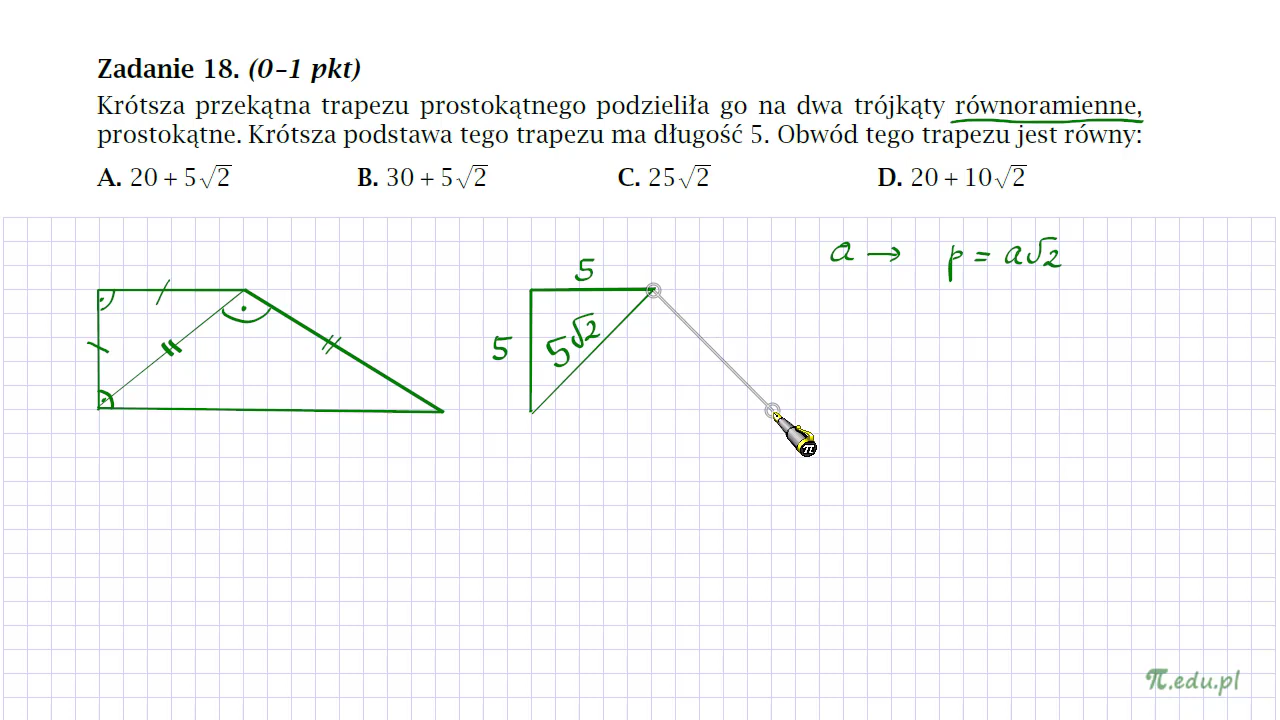 Zadanie 18. (0–1 pkt)
Krótsza przekątna trapezu prostokątnego podzieliła go na dwa trójkąty równoramienne,
prostokątne. Krótsza podstawa tego trapezu ma długość 5. Obwód tego trapezu jest równy:
A. 20 + 5√2 B. 30 + 5√2 C. 25√2 D. 20 + 10√2
a → p = a√2
5
5 5√2
π
π.edu.pl